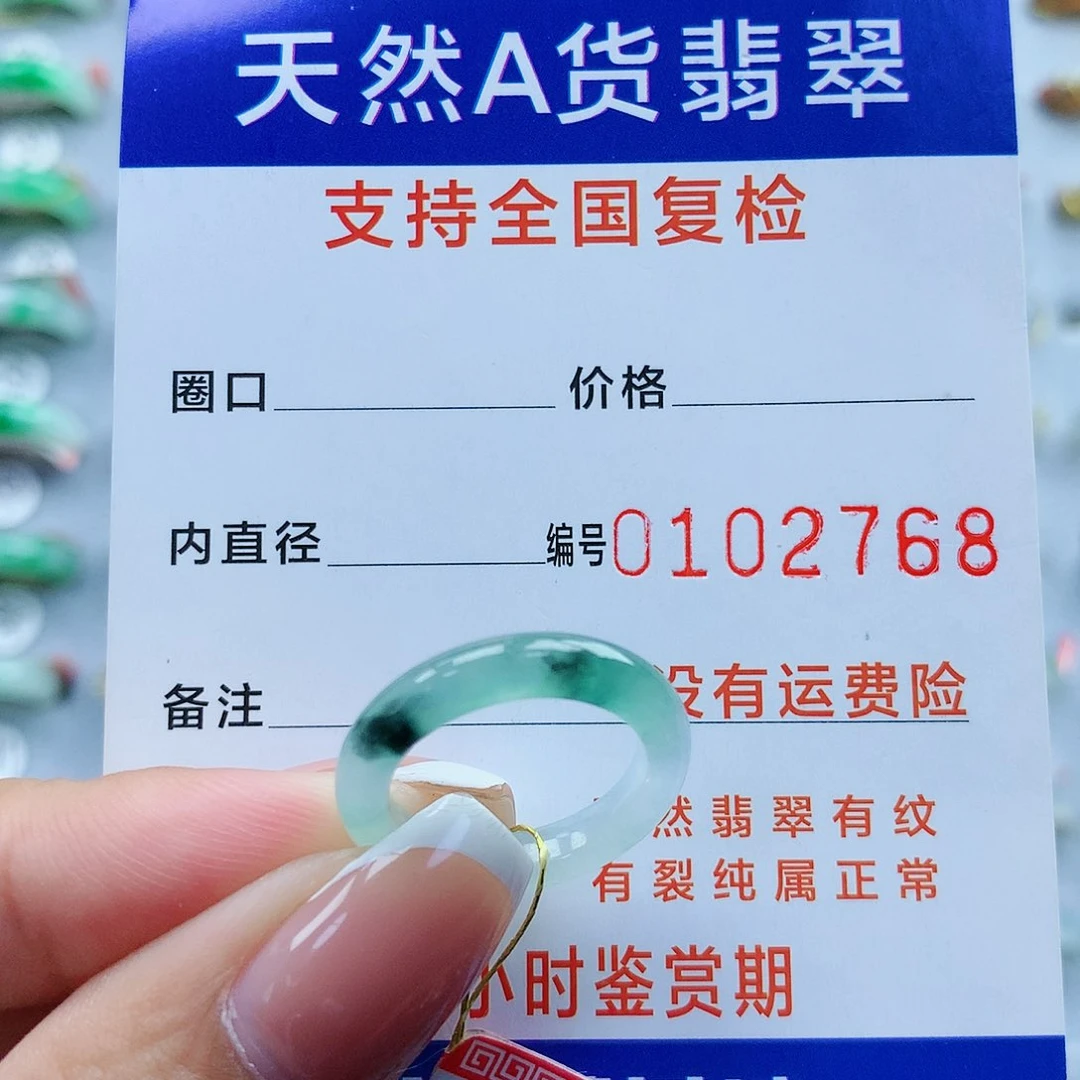 天然A货翡翠
支持全国复检
圈口 价格
内直径 编号0102768
备注 没有运费险
然翡翠有纹
有裂纯属正常
小时鉴赏期